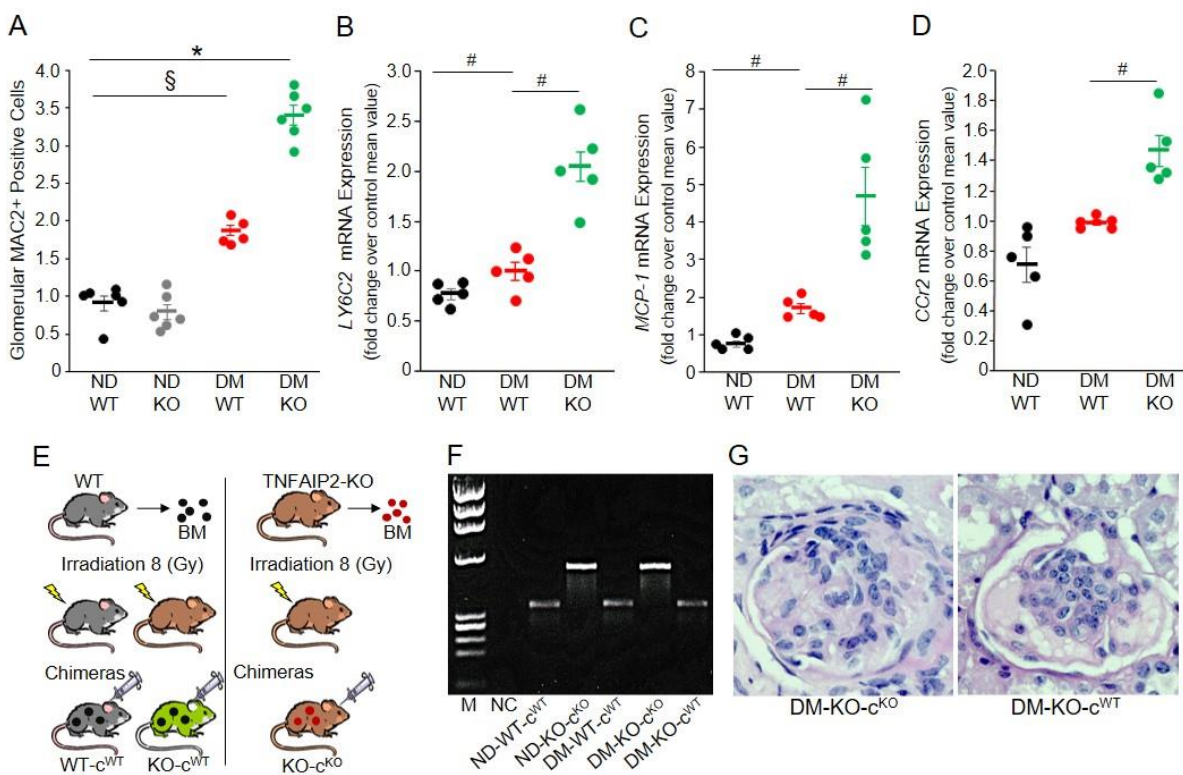 A
Glomerular MAC2+ Positive Cells
4.0
3.5
3.0
2.5
2.0
1.5
1.0
0.5
0
*
§
ND WT
ND KO
DM WT
DM KO
B
LY6C2 mRNA Expression
(fold change over control mean value)
3.0
2.5
2.0
1.5
1.0
0.5
0
#
#
ND WT
DM WT
DM KO
C
MCP-1 mRNA Expression
(fold change over control mean value)
8
7
6
5
4
3
2
1
0
#
#
ND WT
DM WT
DM KO
D
CCr2 mRNA Expression
(fold change over control mean value)
2.0
1.8
1.6
1.4
1.2
1.0
0.8
0.6
0.4
0.2
0
#
ND WT
DM WT
DM KO
E
WT
BM
Irradiation 8 (Gy)
Chimeras
WT-cWT
KO-cWT
TNFAIP2-KO
BM
Irradiation 8 (Gy)
Chimeras
KO-cKO
F
M
NC
ND-WT-cWT
ND-KO-cKO
DM-WT-cWT
DM-KO-cKO
DM-KO-cWT
G
DM-KO-cKO
DM-KO-cWT